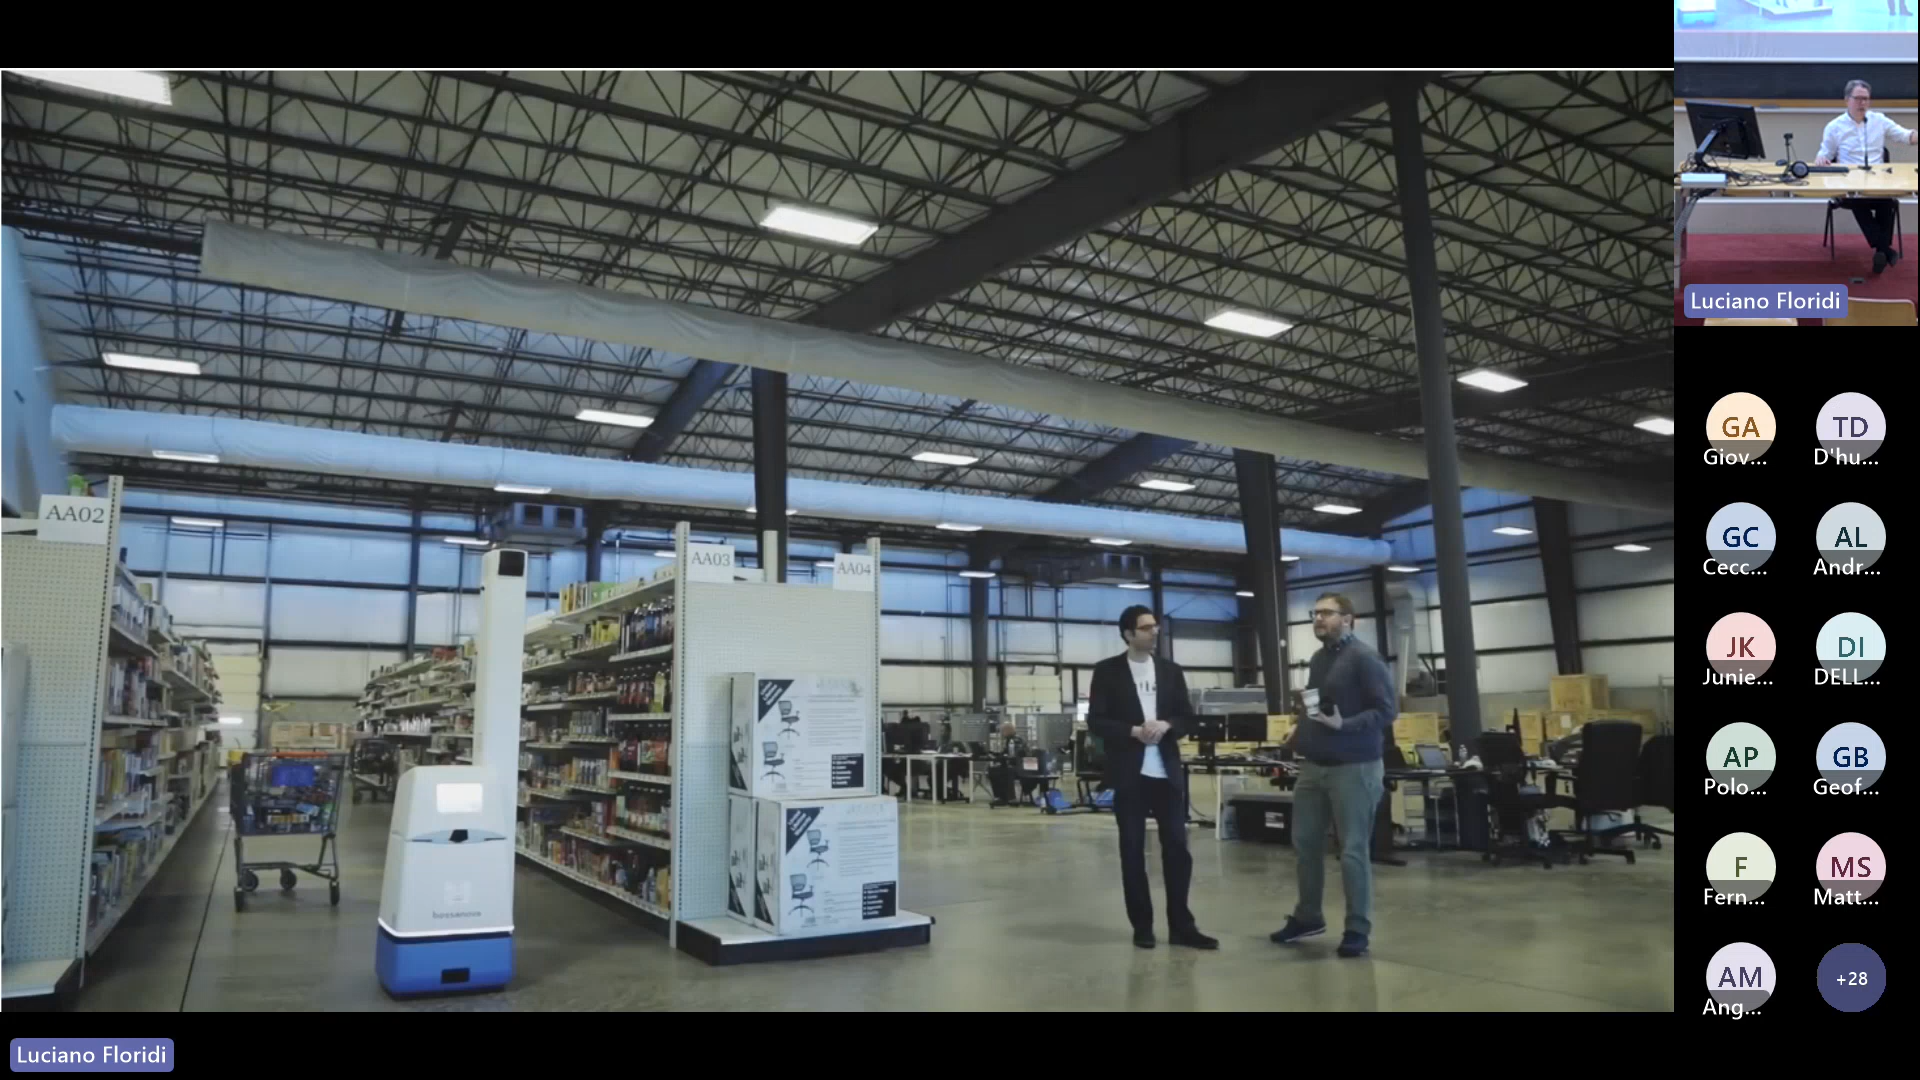 AA02
AA03
AA04
bossanova
Luciano Floridi
Luciano Floridi
GA
Giov...
TD
D'hu...
GC
Cecc...
AL
Andr...
JK
Junie...
DI
DELL...
AP
Polo...
GB
Geof...
F
Fern...
MS
Matt...
AM
Ang...
+28